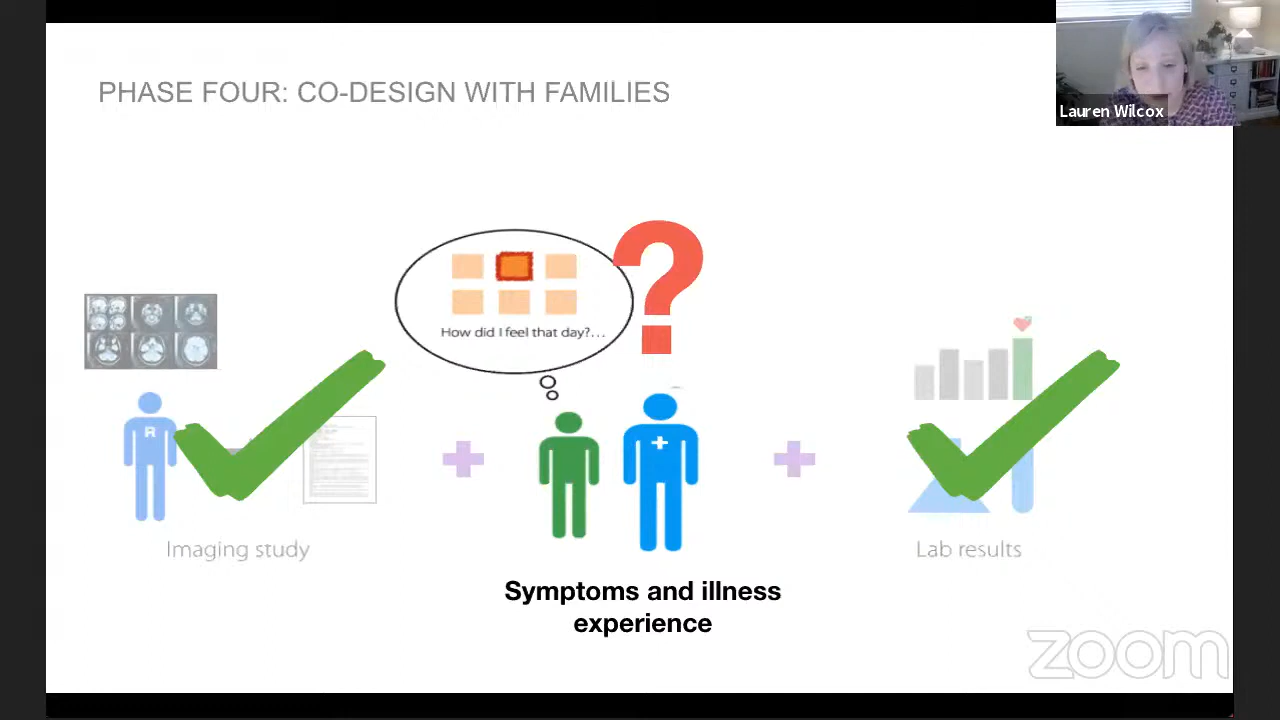 PHASE FOUR: CO-DESIGN WITH FAMILIES
Lauren Wilcox
How did I feel that day?...
R
Imaging study
Lab results
Symptoms and illness
experience
zoom